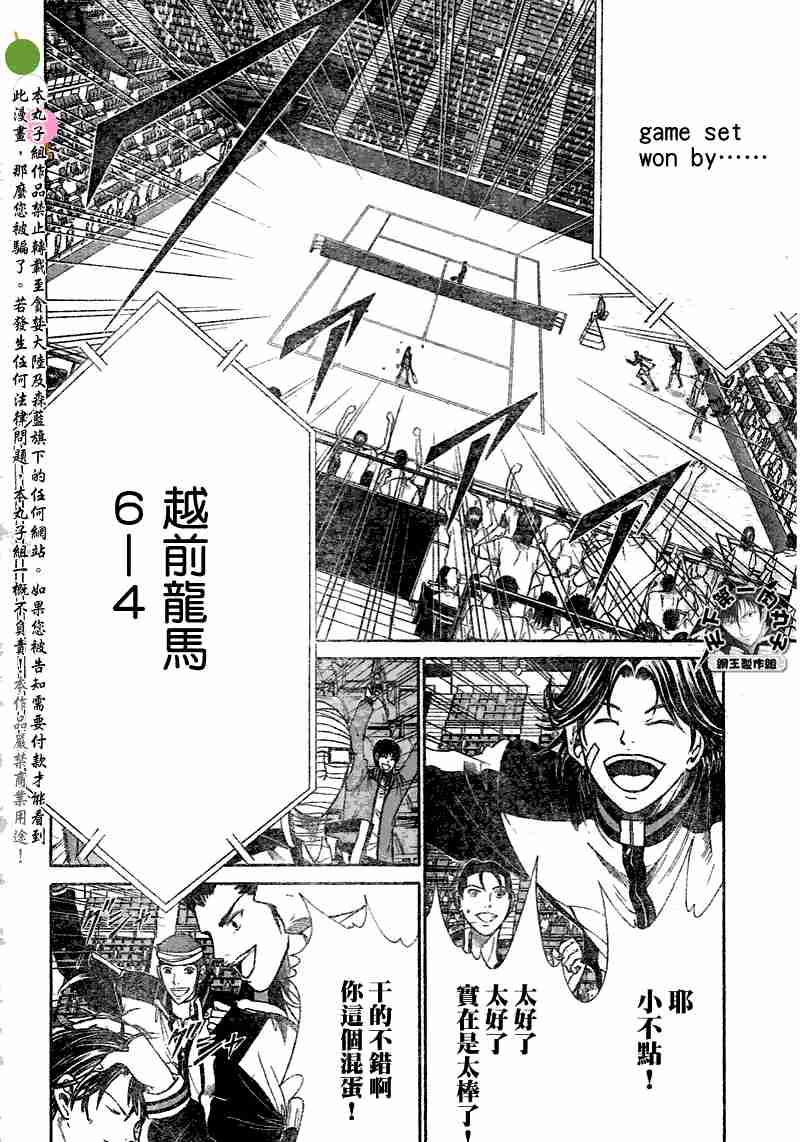 game set
won by……
越前龍馬
6—4
耶
小不點！
太好了
太好了
實在是太棒了！
干的不錯啊
你這個混蛋！
網王製作組
本丸子組作品禁止轉載至貪婪大陸及森藍旗下的任何網站。如果您被告知需要付款才能看到
此漫畫，那麼您被騙了。若發生任何法律問題，本丸子組一概不負責！本作品嚴禁商業用途！